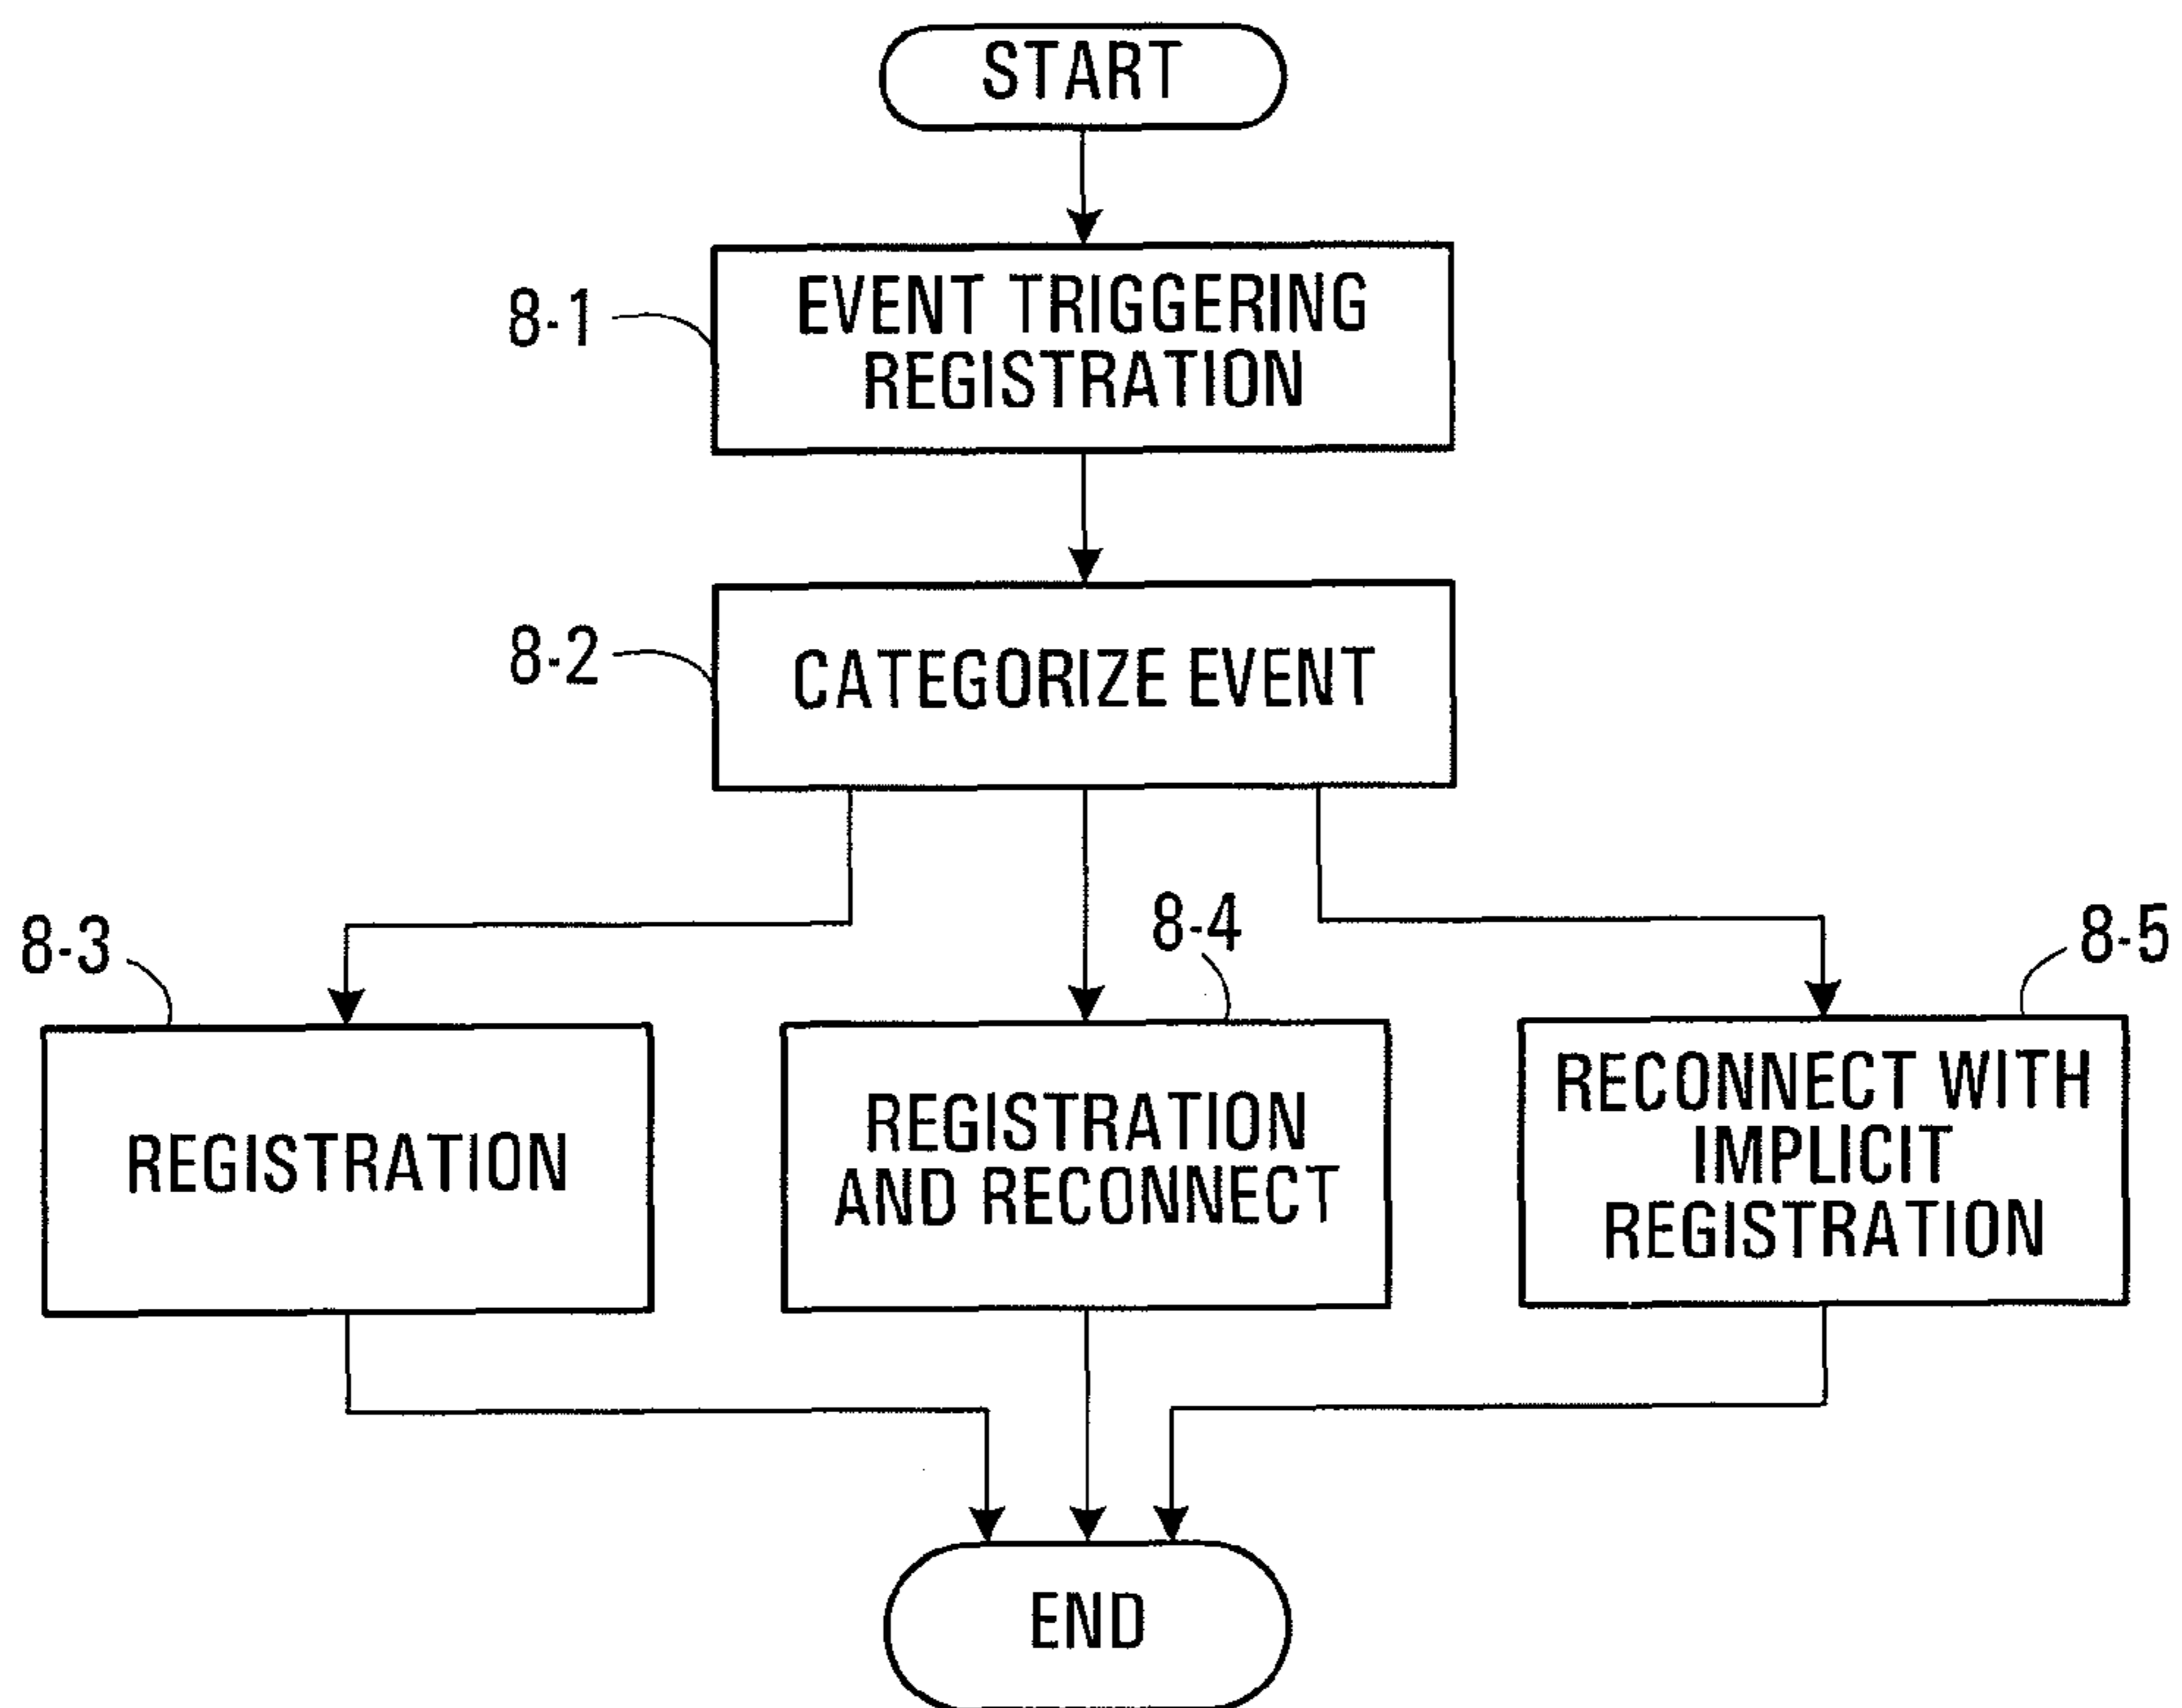 START
8-1
EVENT TRIGGERING
REGISTRATION
8-2
CATEGORIZE EVENT
8-3
8-4
8-5
REGISTRATION
REGISTRATION
AND RECONNECT
RECONNECT WITH
IMPLICIT
REGISTRATION
END